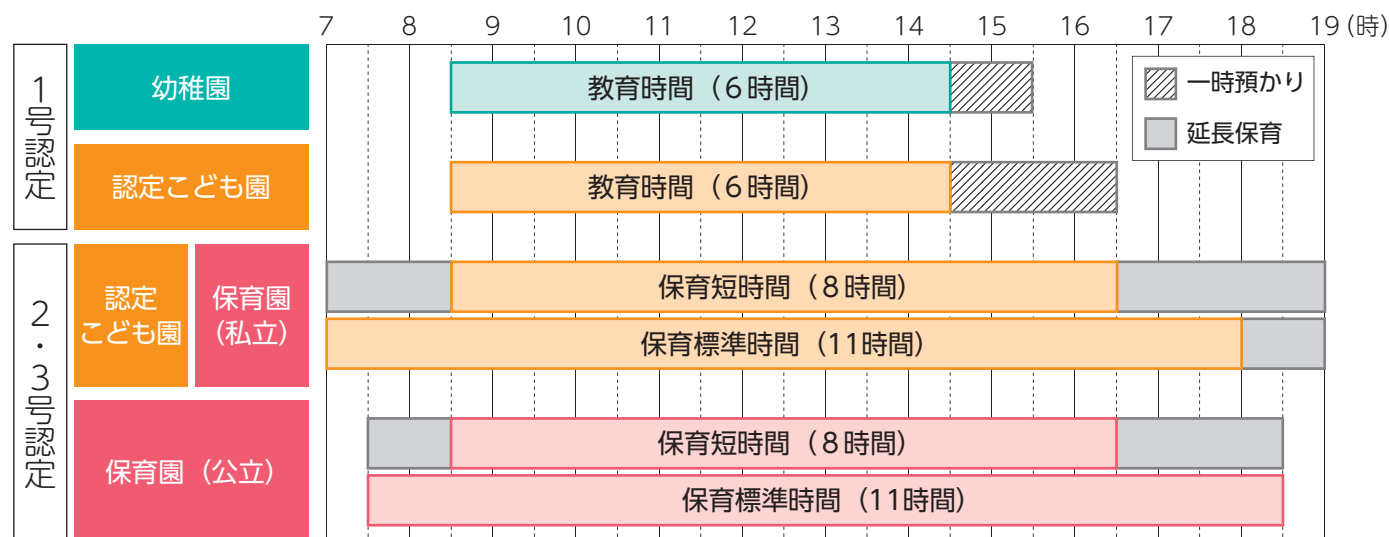 7 8 9 10 11 12 13 14 15 16 17 18 19 (時)
1号認定
幼稚園
教育時間（6時間）
一時預かり
延長保育
認定こども園
教育時間（6時間）
2・3号認定
認定
こども園
保育園
（私立）
保育短時間（8時間）
保育標準時間（11時間）
保育園（公立）
保育短時間（8時間）
保育標準時間（11時間）